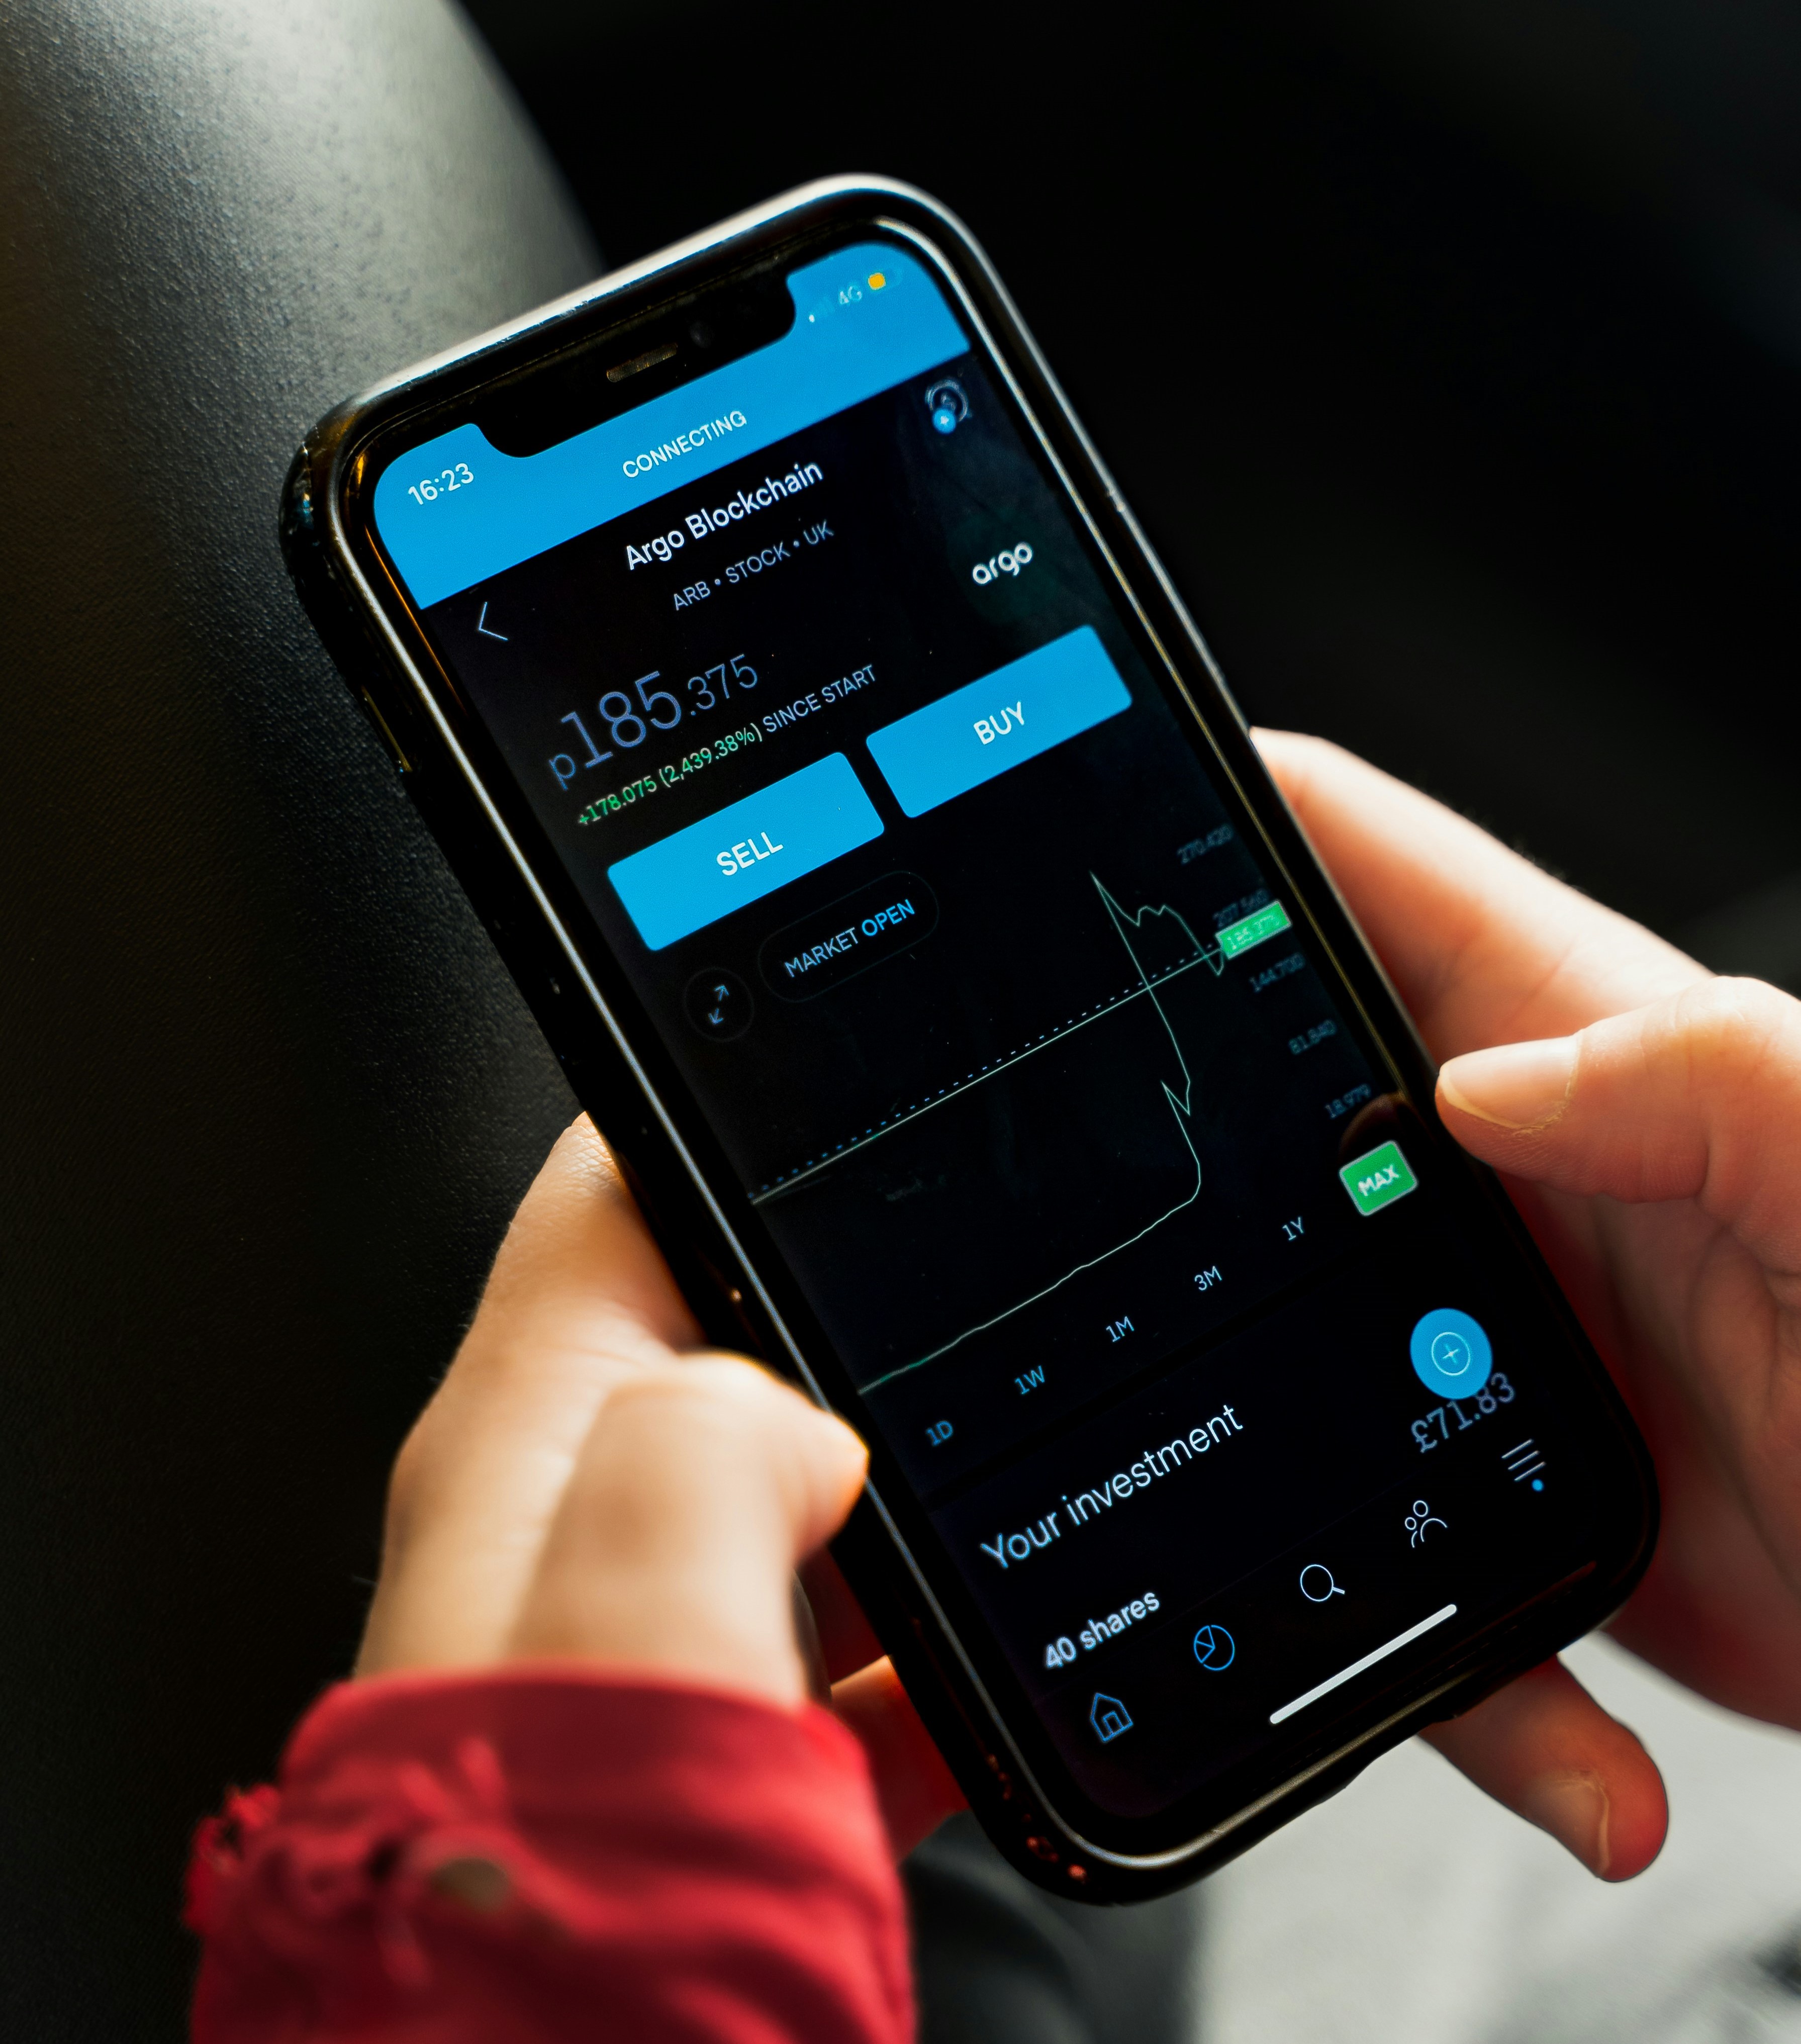 16:23
4G
CONNECTING
Argo Blockchain
ARB • STOCK • UK
argo
p185.375
+178.075 (2,439.38%) SINCE START
SELL
BUY
MARKET OPEN
270.420
207.560
185.375
144.700
81.840
18.979
1D
1W
1M
3M
1Y
MAX
Your investment
£71.83
40 shares